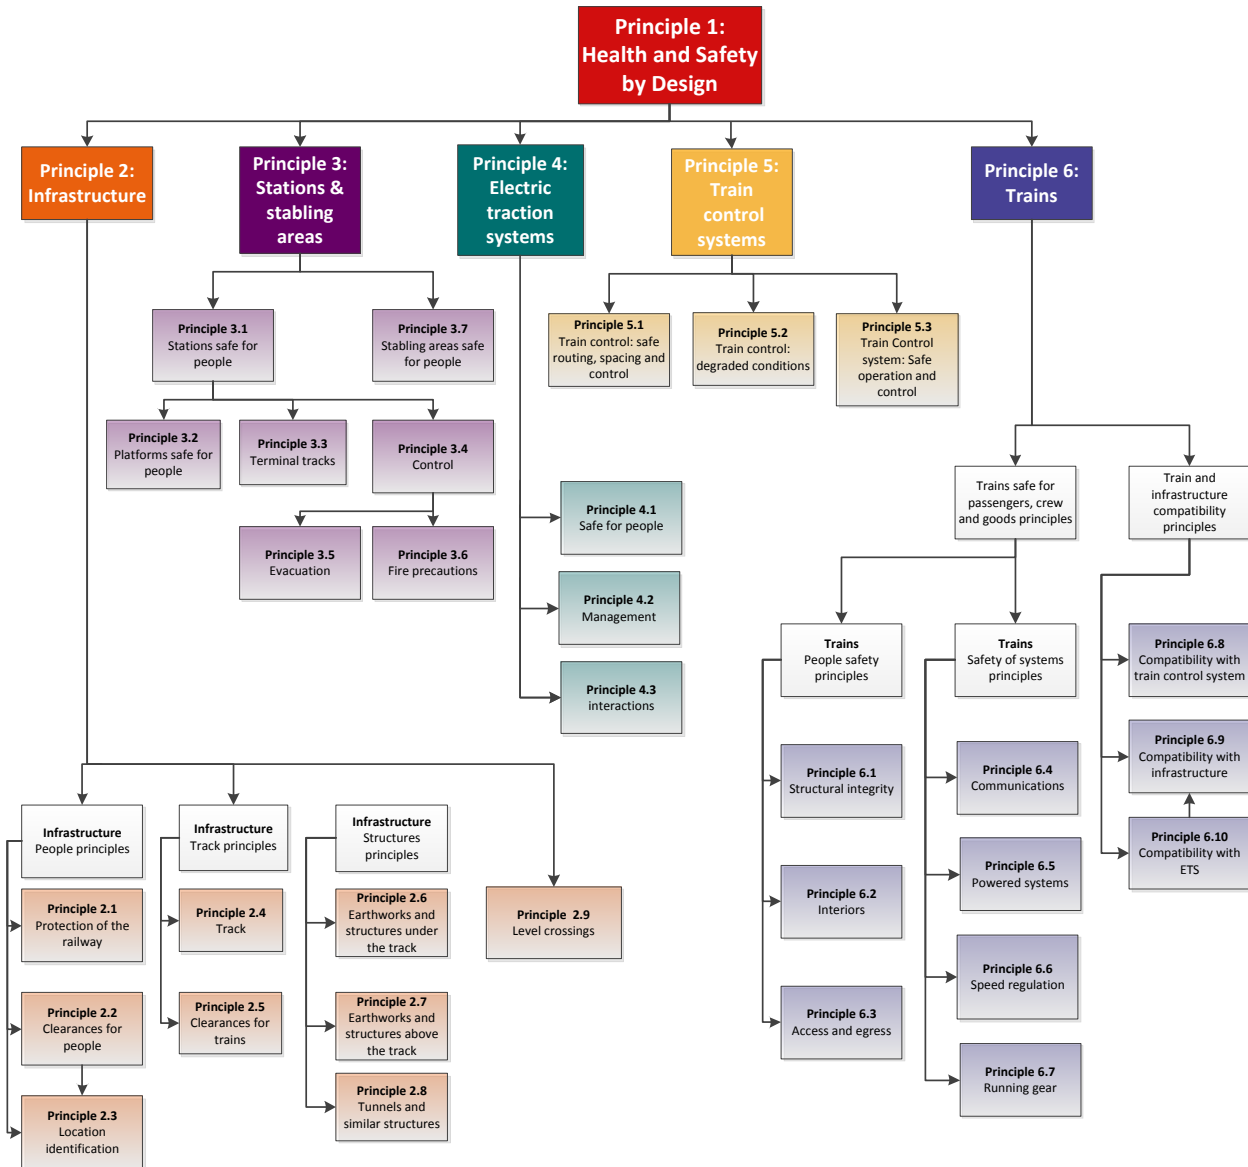 Principle 1:
Health and Safety
by Design
Principle 2:
Infrastructure
Principle 3:
Stations &
stabling
areas
Principle 4:
Electric
traction
systems
Principle 5:
Train
control
systems
Principle 6:
Trains
Principle 3.1
Stations safe for
people
Principle 3.7
Stabling areas safe
for people
Principle 5.1
Train control: safe
routing, spacing and
control
Principle 5.2
Train control:
degraded conditions
Principle 5.3
Train Control
system: Safe
operation and
control
Principle 3.2
Platforms safe for
people
Principle 3.3
Terminal tracks
Principle 3.4
Control
Principle 3.5
Evacuation
Principle 3.6
Fire precautions
Principle 4.1
Safe for people
Principle 4.2
Management
Principle 4.3
interactions
Trains safe for
passengers, crew
and goods principles
Train and
infrastructure
compatibility
principles
Trains
People safety
principles
Trains
Safety of systems
principles
Principle 6.8
Compatibility with
train control system
Principle 6.1
Structural integrity
Principle 6.4
Communications
Principle 6.9
Compatibility with
infrastructure
Principle 6.2
Interiors
Principle 6.5
Powered systems
Principle 6.10
Compatibility with
ETS
Principle 6.3
Access and egress
Principle 6.6
Speed regulation
Principle 6.7
Running gear
Infrastructure
People principles
Infrastructure
Track principles
Infrastructure
Structures
principles
Principle 2.1
Protection of the
railway
Principle 2.4
Track
Principle 2.6
Earthworks and
structures under
the track
Principle  2.9
Level crossings
Principle 2.2
Clearances for
people
Principle 2.5
Clearances for
trains
Principle 2.7
Earthworks and
structures above
the track
Principle 2.3
Location
identification
Principle 2.8
Tunnels and
similar structures